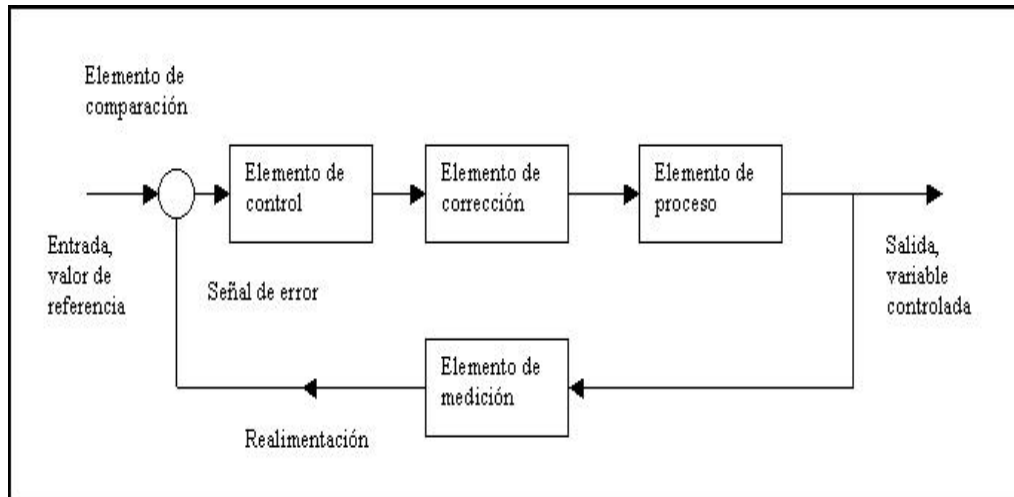 Elemento de
comparación
Elemento de
control
Elemento de
corrección
Elemento de
proceso
Entrada,
valor de
referencia
Señal de error
Salida,
variable
controlada
Elemento de
medición
Realimentación